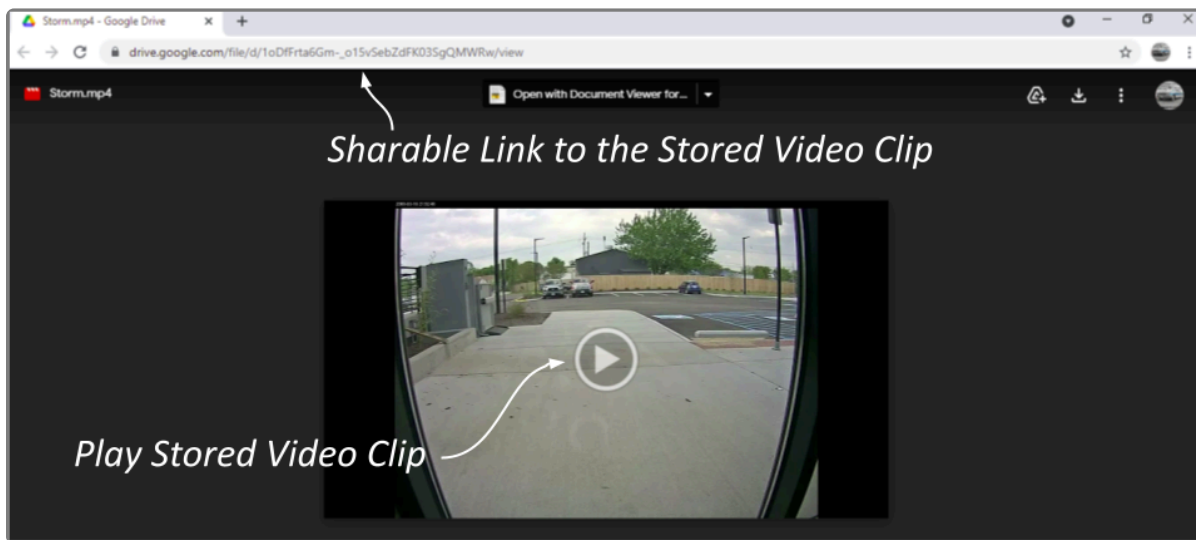 Storm.mp4 - Google Drive
drive.google.com/file/d/1oDfFrta6Gm-_o15vSebZdFK03SgQMWRw/view
Storm.mp4
Open with Document Viewer for...
Sharable Link to the Stored Video Clip
Play Stored Video Clip